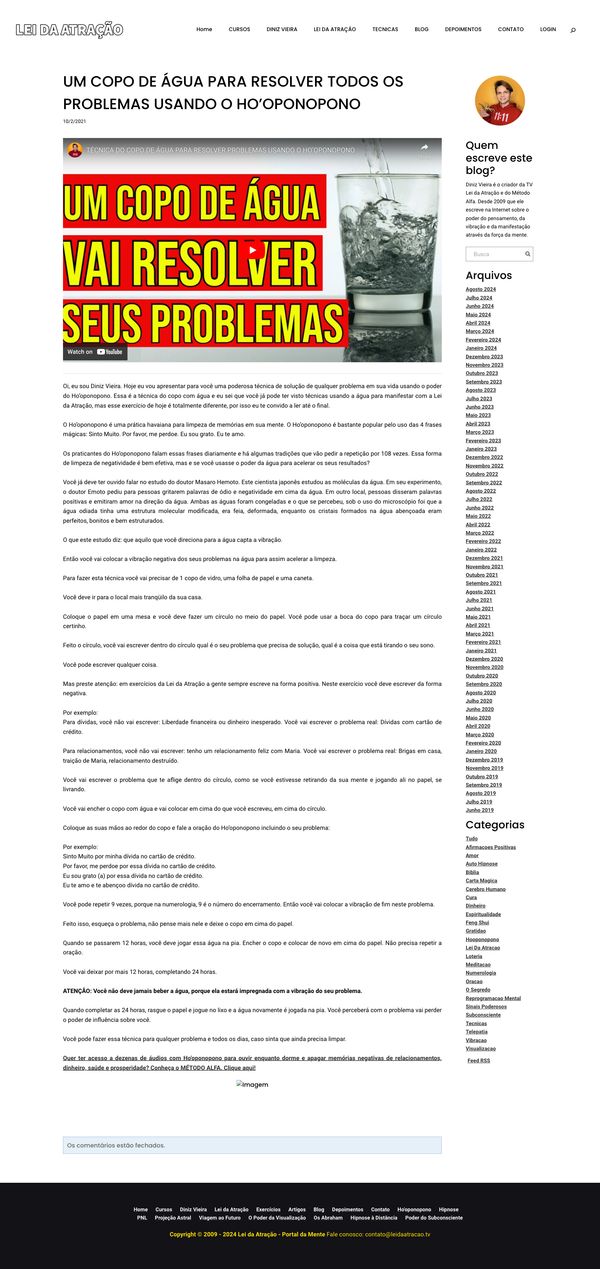 LEI DA ATRAÇÃO
Home CURSOS DINIZ VIEIRA LEI DA ATRAÇÃO TECNICAS BLOG DEPOIMENTOS CONTATO LOGIN
UM COPO DE ÁGUA PARA RESOLVER TODOS OS
PROBLEMAS USANDO O HO’OPONOPONO
10/2/2021
TÉCNICA DO COPO DE ÁGUA PARA RESOLVER PROBLEMAS USANDO O HO'OPONOPONO
UM COPO DE ÁGUA
VAI RESOLVER
SEUS PROBLEMAS
Watch on YouTube
Oi, eu sou Diniz Vieira. Hoje eu vou apresentar para você uma poderosa técnica de solução de qualquer problema em sua vida usando o poder
do Ho'oponopono. Essa é a técnica do copo com água e eu sei que você já pode ter visto técnicas usando a água para manifestar com a Lei
da Atração, mas esse exercício de hoje é totalmente diferente, por isso eu te convido a ler até o final.
O Ho'oponopono é uma prática havaiana para limpeza de memórias em sua mente. O Ho'oponopono é bastante popular pelo uso das 4 frases
mágicas: Sinto Muito. Por favor, me perdoe. Eu sou grato. Eu te amo.
Os praticantes do Ho'oponopono falam essas frases diariamente e há algumas tradições que vão pedir a repetição por 108 vezes. Essa forma
de limpeza de negatividade é bem efetiva, mas e se você usasse o poder da água para acelerar os seus resultados?
Você já deve ter ouvido falar no estudo do doutor Masaro Hemoto. Este cientista japonês estudou as moléculas da água. Em seu experimento,
o doutor Emoto pediu para pessoas gritarem palavras de ódio e negatividade em cima da água. Em outro local, pessoas disseram palavras
positivas e emitiram amor na direção da água. Ambas as águas foram congeladas e o que se percebeu, sob o uso do microscópio foi que a
água odiada tinha uma estrutura molecular modificada, era feia, deformada, enquanto os cristais formados na água abençoada eram
perfeitos, bonitos e bem estruturados.
O que este estudo diz: que aquilo que você direciona para a água capta a vibração.
Então você vai colocar a vibração negativa dos seus problemas na água para assim acelerar a limpeza.
Para fazer esta técnica você vai precisar de 1 copo de vidro, uma folha de papel e uma caneta.
Você deve ir para o local mais tranqüilo da sua casa.
Coloque o papel em uma mesa e você deve fazer um círculo no meio do papel. Você pode usar a boca do copo para traçar um círculo
certinho.
Feito o círculo, você vai escrever dentro do círculo qual é o seu problema que precisa de solução, qual é a coisa que está tirando o seu sono.
Você pode escrever qualquer coisa.
Mas preste atenção: em exercícios da Lei da Atração a gente sempre escreve na forma positiva. Neste exercício você deve escrever da forma
negativa.
Por exemplo:
Para dívidas, você não vai escrever: Liberdade financeira ou dinheiro inesperado. Você vai escrever o problema real: Dívidas com cartão de
crédito.
Para relacionamentos, você não vai escrever: tenho um relacionamento feliz com Maria. Você vai escrever o problema real: Brigas em casa,
traição de Maria, relacionamento destruído.
Você vai escrever o problema que te aflige dentro do círculo, como se você estivesse retirando da sua mente e jogando ali no papel, se
livrando.
Você vai encher o copo com água e vai colocar em cima do que você escreveu, em cima do círculo.
Coloque as suas mãos ao redor do copo e fale a oração do Ho'oponopono incluindo o seu problema:
Por exemplo:
Sinto Muito por minha dívida no cartão de crédito.
Por favor, me perdoe por essa dívida no cartão de crédito.
Eu sou grato (a) por essa dívida no cartão de crédito.
Eu te amo e te abençoo dívida no cartão de crédito.
Você pode repetir 9 vezes, porque na numerologia, 9 é o número do encerramento. Então você vai colocar a vibração de fim neste problema.
Feito isso, esqueça o problema, não pense mais nele e deixe o copo em cima do papel.
Quando se passarem 12 horas, você deve jogar essa água na pia. Encher o copo e colocar de novo em cima do papel. Não precisa repetir a
oração.
Você vai deixar por mais 12 horas, completando 24 horas.
ATENÇÃO: Você não deve jamais beber a água, porque ela estará impregnada com a vibração do seu problema.
Quando completar as 24 horas, rasgue o papel e jogue no lixo e a água novamente é jogada na pia. Você perceberá com o problema vai perder
o poder de influência sobre você.
Você pode fazer essa técnica para qualquer problema e todos os dias, caso sinta que ainda precisa limpar.
Quer ter acesso a dezenas de áudios com Ho'oponopono para ouvir enquanto dorme e apagar memórias negativas de relacionamentos,
dinheiro, saúde e prosperidade? Conheça o MÉTODO ALFA. Clique aqui!
Imagem
Os comentários estão fechados.
11:11
Quem
escreve este
blog?
Diniz Vieira é o criador da TV
Lei da Atração e do Método
Alfa. Desde 2009 que ele
escreve na Internet sobre o
poder do pensamento, da
vibração e da manifestação
através da força da mente.
Busca
Arquivos
Agosto 2024
Julho 2024
Junho 2024
Maio 2024
Abril 2024
Março 2024
Fevereiro 2024
Janeiro 2024
Dezembro 2023
Novembro 2023
Outubro 2023
Setembro 2023
Agosto 2023
Julho 2023
Junho 2023
Maio 2023
Abril 2023
Março 2023
Fevereiro 2023
Janeiro 2023
Dezembro 2022
Novembro 2022
Outubro 2022
Setembro 2022
Agosto 2022
Julho 2022
Junho 2022
Maio 2022
Abril 2022
Março 2022
Fevereiro 2022
Janeiro 2022
Dezembro 2021
Novembro 2021
Outubro 2021
Setembro 2021
Agosto 2021
Julho 2021
Junho 2021
Maio 2021
Abril 2021
Março 2021
Fevereiro 2021
Janeiro 2021
Dezembro 2020
Novembro 2020
Outubro 2020
Setembro 2020
Agosto 2020
Julho 2020
Junho 2020
Maio 2020
Abril 2020
Março 2020
Fevereiro 2020
Janeiro 2020
Dezembro 2019
Novembro 2019
Outubro 2019
Setembro 2019
Agosto 2019
Julho 2019
Junho 2019
Categorias
Tudo
Afirmacoes Positivas
Amor
Auto Hipnose
Bíblia
Carta Magica
Cerebro Humano
Cura
Dinheiro
Espiritualidade
Feng Shui
Gratidao
Hooponopono
Lei Da Atracao
Loteria
Meditacao
Numerologia
Oracao
O Segredo
Reprogramacao Mental
Sinais Poderosos
Subconsciente
Tecnicas
Telepatia
Vibracao
Visualizacao
Feed RSS
Home Cursos Diniz Vieira Lei da Atração Exercícios Artigos Blog Depoimentos Contato Ho'oponopono Hipnose
PNL Projeção Astral Viagem ao Futuro O Poder da Visualização Os Abraham Hipnose à Distância Poder do Subconsciente
Copyright © 2009 - 2024 Lei da Atração - Portal da Mente Fale conosco: contato@leidaatracao.tv